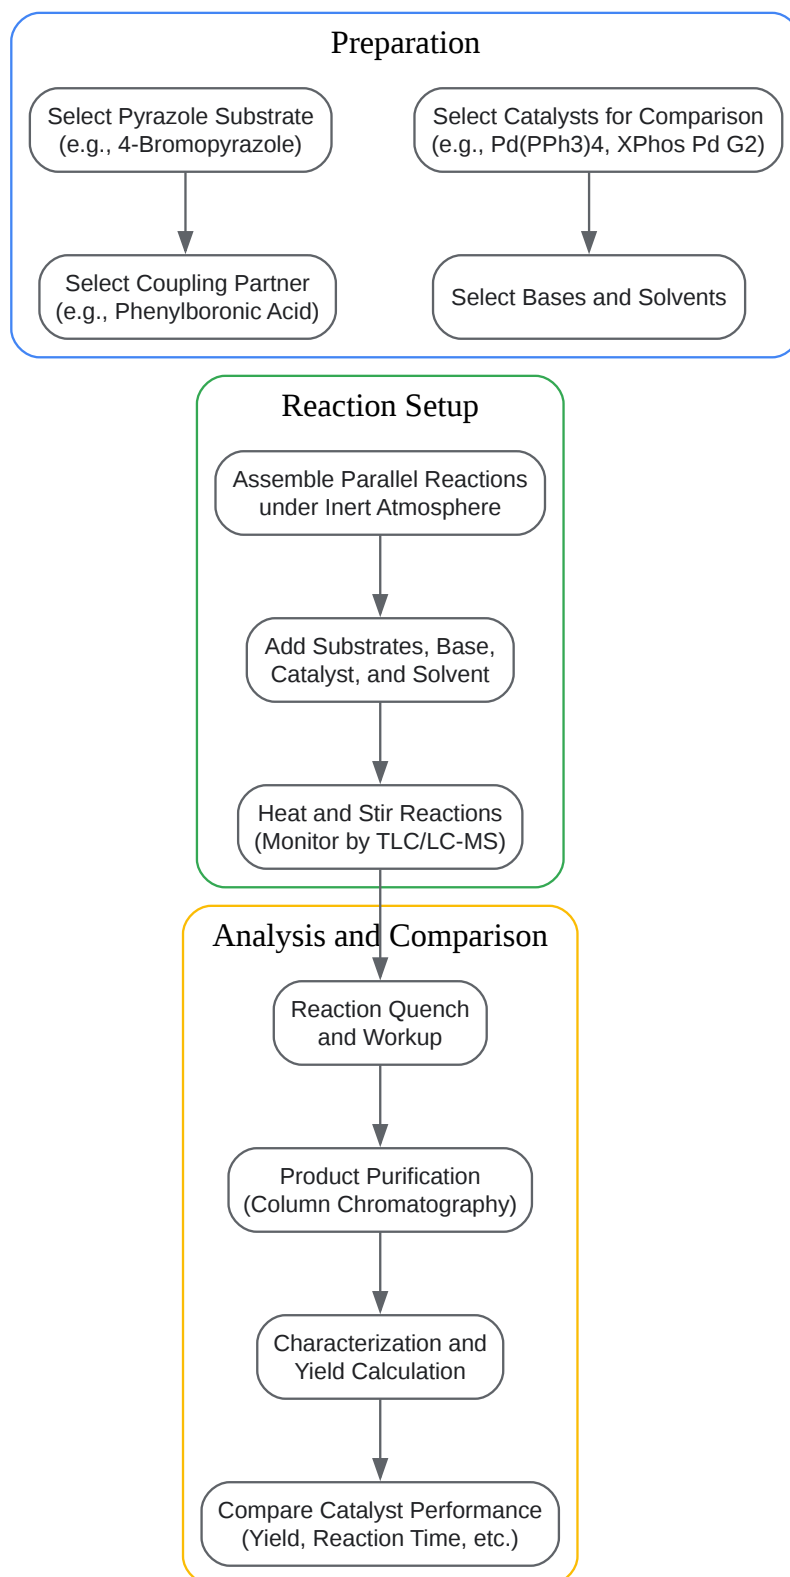 Preparation
Select Pyrazole Substrate
(e.g., 4-Bromopyrazole)
Select Catalysts for Comparison
(e.g., Pd(PPh3)4, XPhos Pd G2)
Select Coupling Partner
(e.g., Phenylboronic Acid)
Select Bases and Solvents
Reaction Setup
Assemble Parallel Reactions
under Inert Atmosphere
Add Substrates, Base,
Catalyst, and Solvent
Heat and Stir Reactions
(Monitor by TLC/LC-MS)
Analysis and Comparison
Reaction Quench
and Workup
Product Purification
(Column Chromatography)
Characterization and
Yield Calculation
Compare Catalyst Performance
(Yield, Reaction Time, etc.)